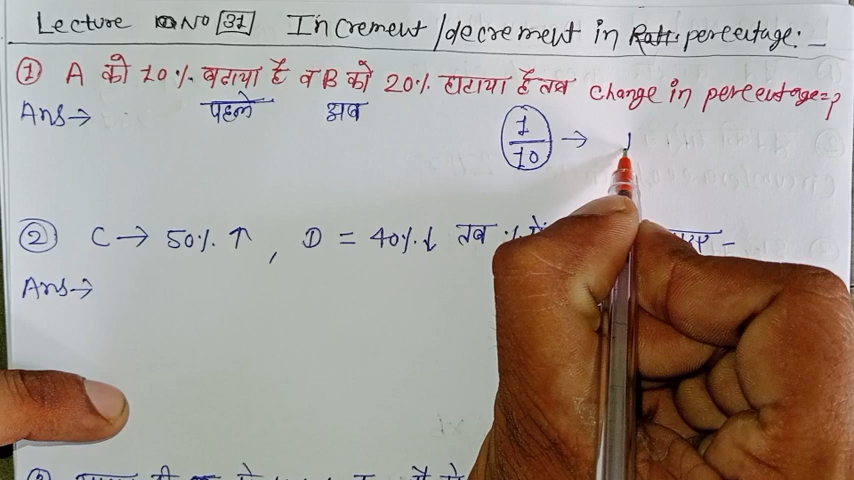 Lecture No 31 Increment/decrement in percentage:-
① A को 10% बढाया है व B को 20% घटाया है तब change in percentage=?
Ans→ पहले अब
1/10 →
② C → 50% ↑, D = 40% ↓ तब %
Ans→